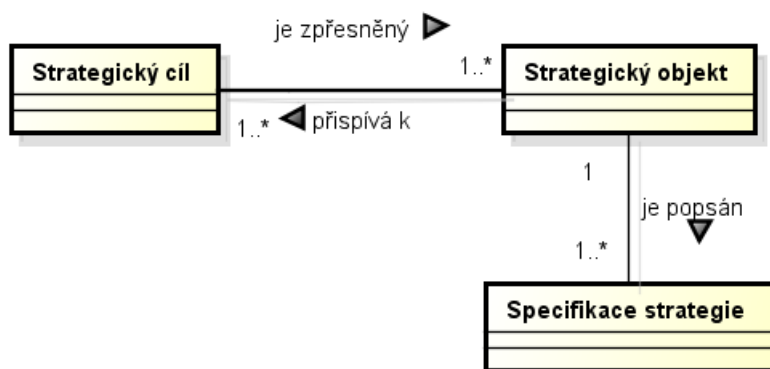 je zpřesněný
1..*
Strategický cíl
Strategický objekt
1..*
přispívá k
1
je popsán
1..*
Specifikace strategie